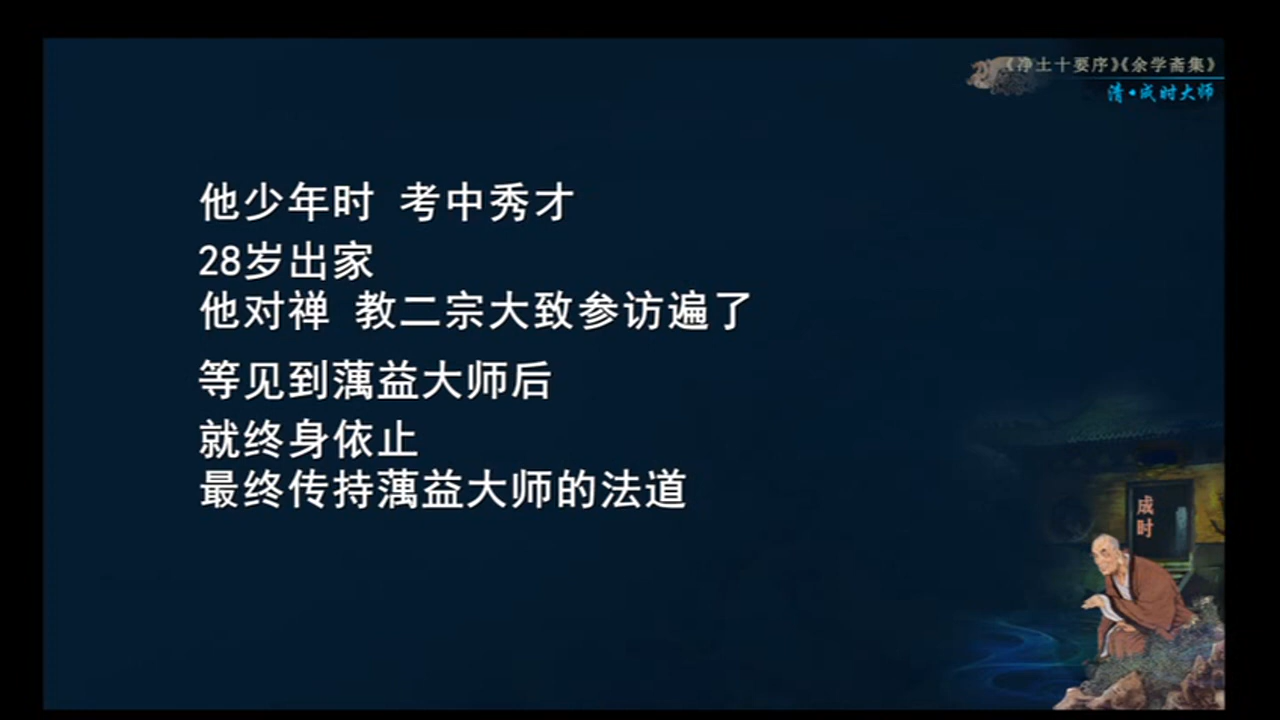 《净土十要序》《余学斋集》
清·成时大师
他少年时 考中秀才
28岁出家
他对禅 教二宗大致参访遍了
等见到蕅益大师后
就终身依止
最终传持蕅益大师的法道
成时